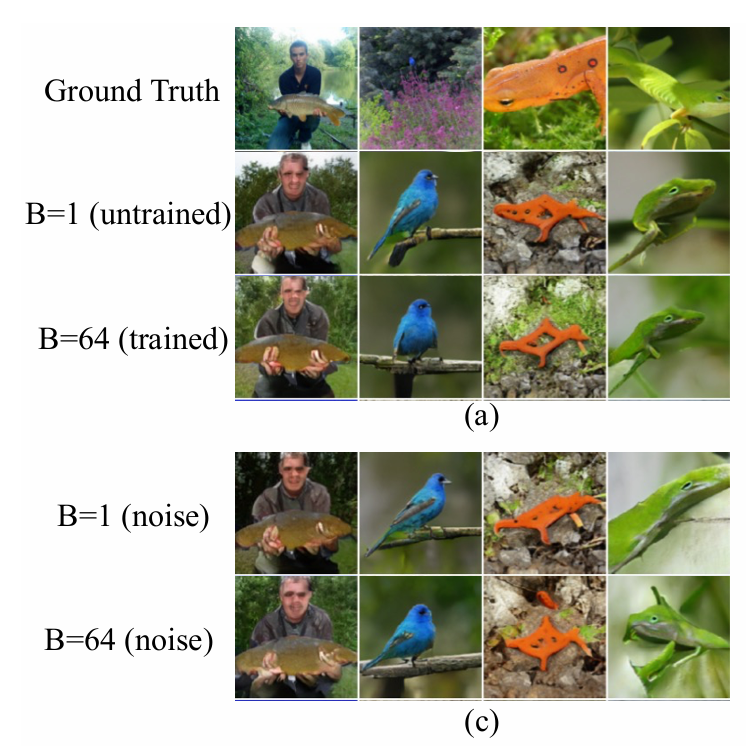 Ground Truth
B=1 (untrained)
B=64 (trained)
(a)
B=1 (noise)
B=64 (noise)
(c)